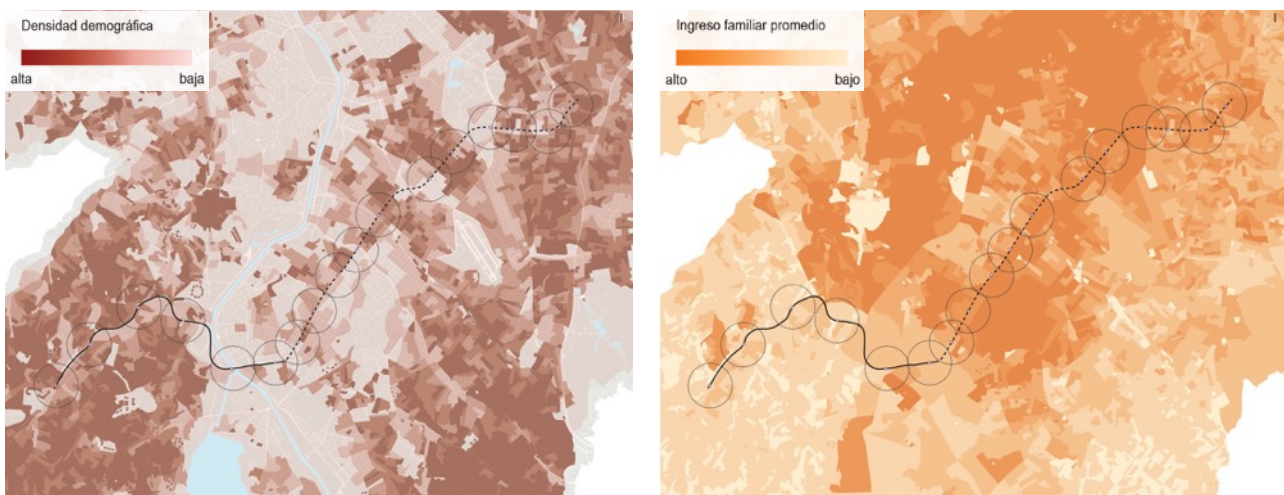 Densidad demográfica
alta
baja
Ingreso familiar promedio
alto
bajo